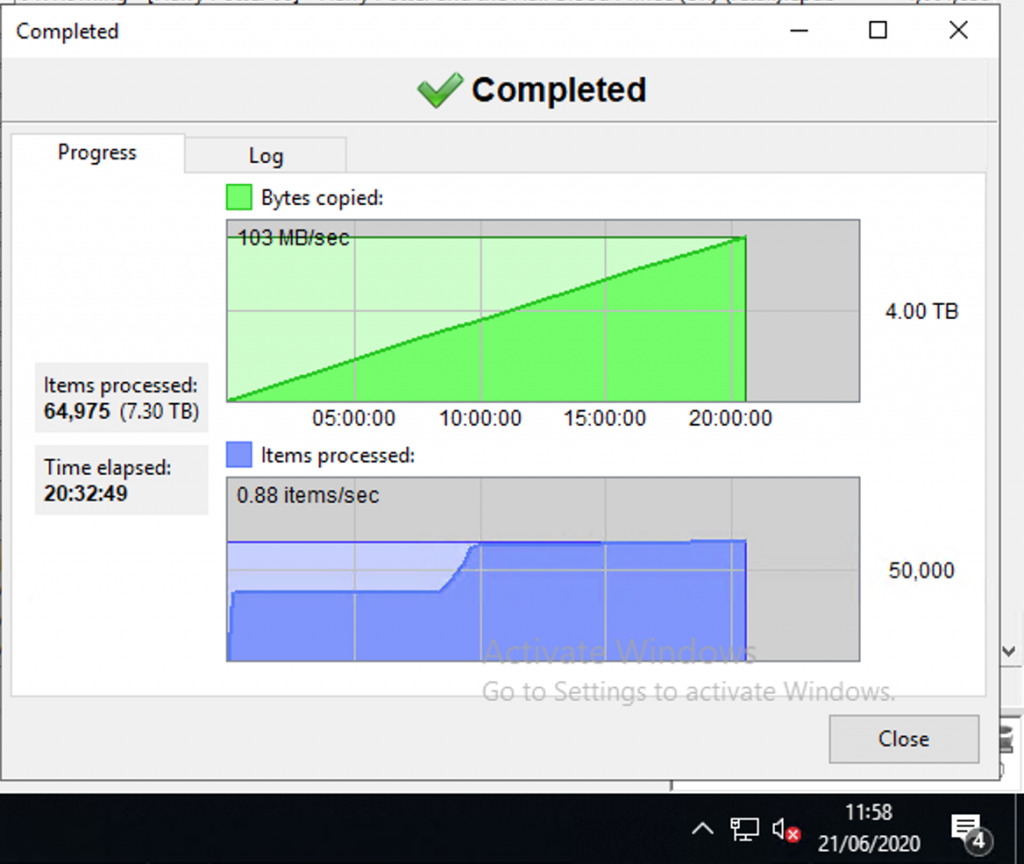 Completed
Completed
Progress
Log
Bytes copied:
103 MB/sec
4.00 TB
05:00:00
10:00:00
15:00:00
20:00:00
Items processed:
64,975 (7.30 TB)
Time elapsed:
20:32:49
Items processed:
0.88 items/sec
50,000
Activate Windows
Go to Settings to activate Windows.
Close
11:58
21/06/2020
4